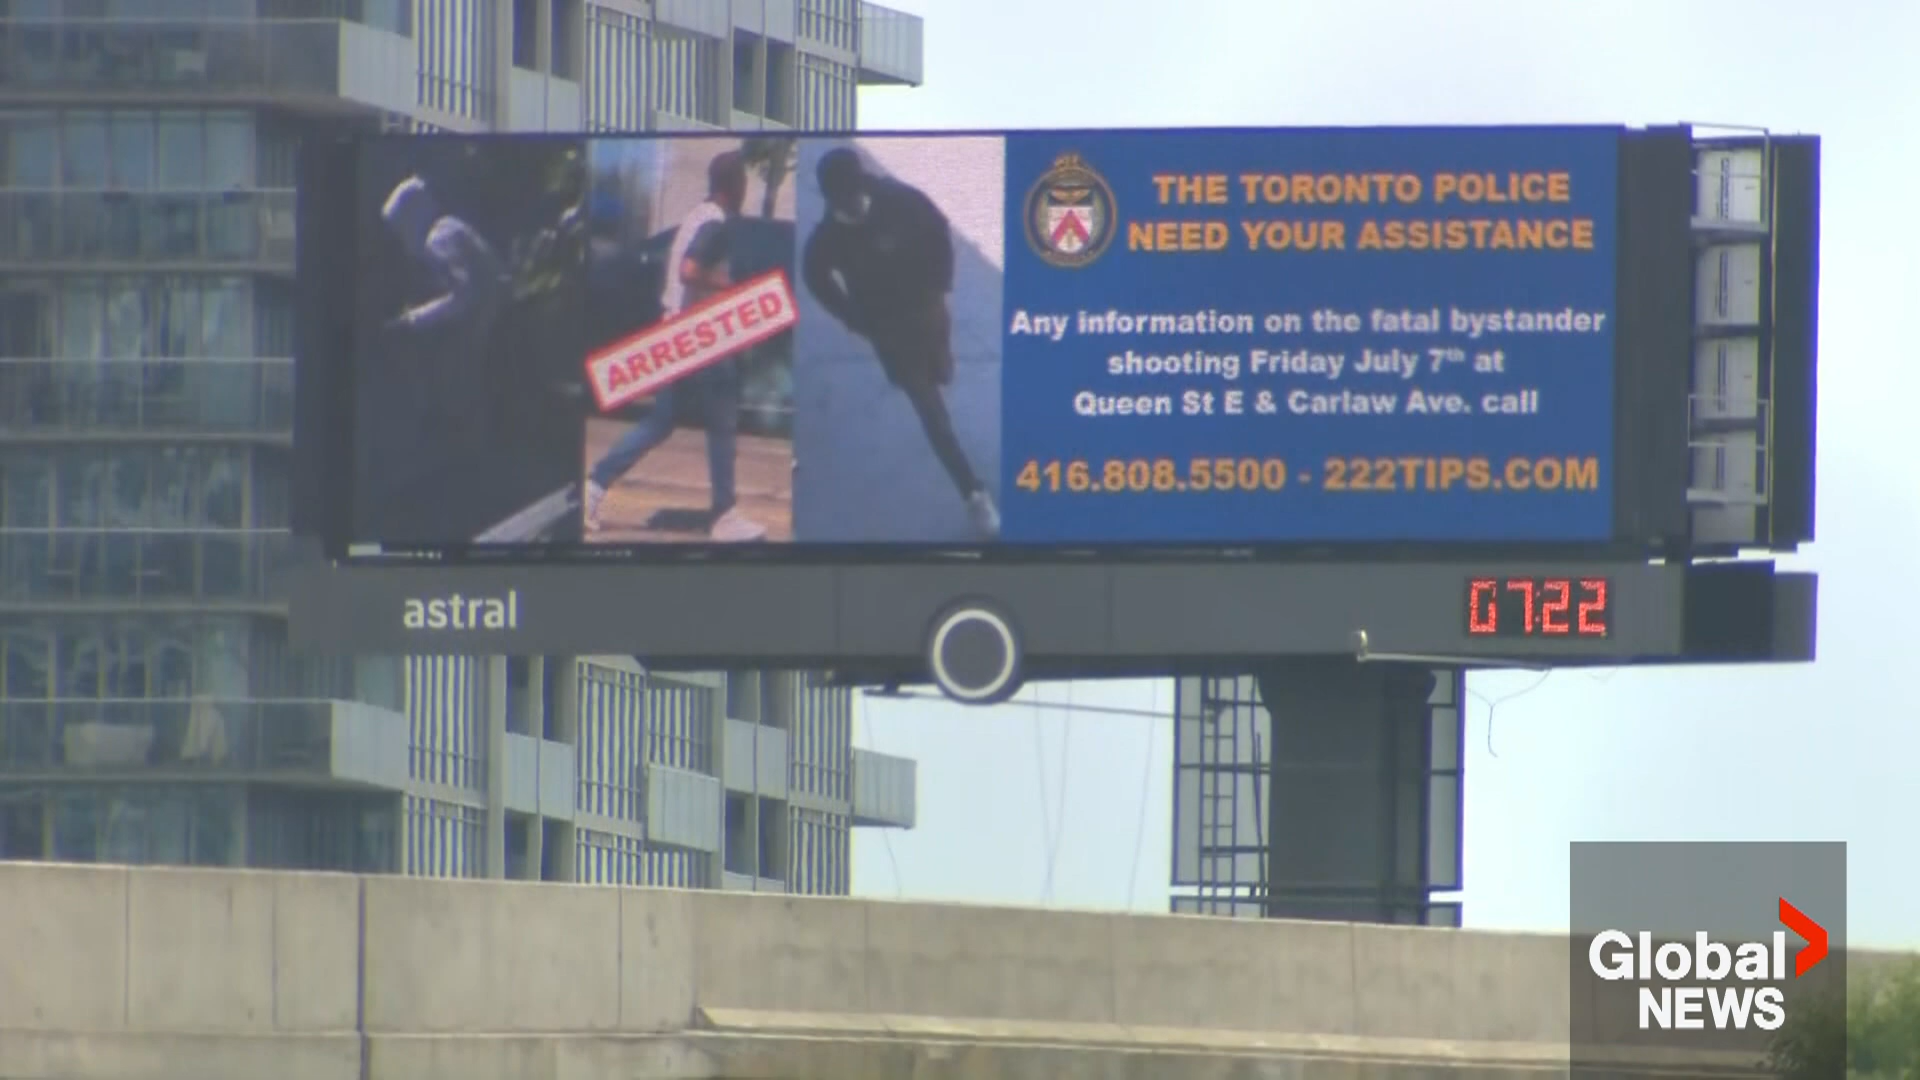 ARRESTED
THE TORONTO POLICE
NEED YOUR ASSISTANCE
Any information on the fatal bystander
shooting Friday July 7th at
Queen St E & Carlaw Ave. call
416.808.5500 - 222TIPS.COM
astral
07:22
Global
NEWS